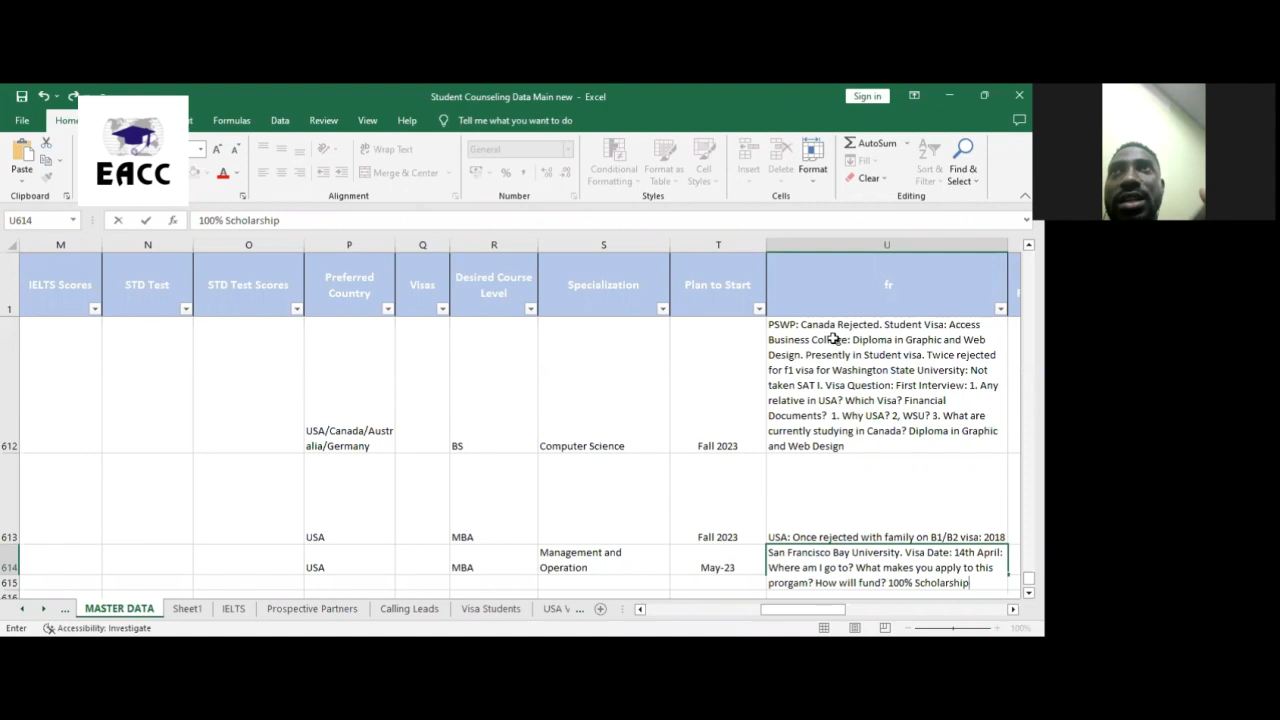 Student Counseling Data Main new - Excel
Sign in
File
Home
Formulas
Data
Review
View
Help
Tell me what you want to do
EACC
Paste
Wrap Text
Merge & Center
General
Conditional Formatting
Format as Table
Cell Styles
Insert
Delete
Format
AutoSum
Fill
Clear
Sort & Filter
Find & Select
Clipboard
Alignment
Number
Styles
Cells
Editing
U614
100% Scholarship
M N O P Q R S T U
1
IELTS Scores
STD Test
STD Test Scores
Preferred
Country
Visas
Desired Course
Level
Specialization
Plan to Start
fr
612
USA/Canada/Austr
alia/Germany
BS
Computer Science
Fall 2023
PSWP: Canada Rejected. Student Visa: Access
Business College: Diploma in Graphic and Web
Design. Presently in Student visa. Twice rejected
for f1 visa for Washington State University: Not
taken SAT I. Visa Question: First Interview: 1. Any
relative in USA? Which Visa? Financial
Documents? 1. Why USA? 2, WSU? 3. What are
currently studying in Canada? Diploma in Graphic
and Web Design
613
USA
MBA
Fall 2023
USA: Once rejected with family on B1/B2 visa: 2018
614
USA
MBA
Management and
Operation
May-23
San Francisco Bay University. Visa Date: 14th April:
Where am I go to? What makes you apply to this
prorgam? How will fund? 100% Scholarship
615
MASTER DATA
Sheet1
IELTS
Prospective Partners
Calling Leads
Visa Students
USA
Enter
Accessibility: Investigate
100%